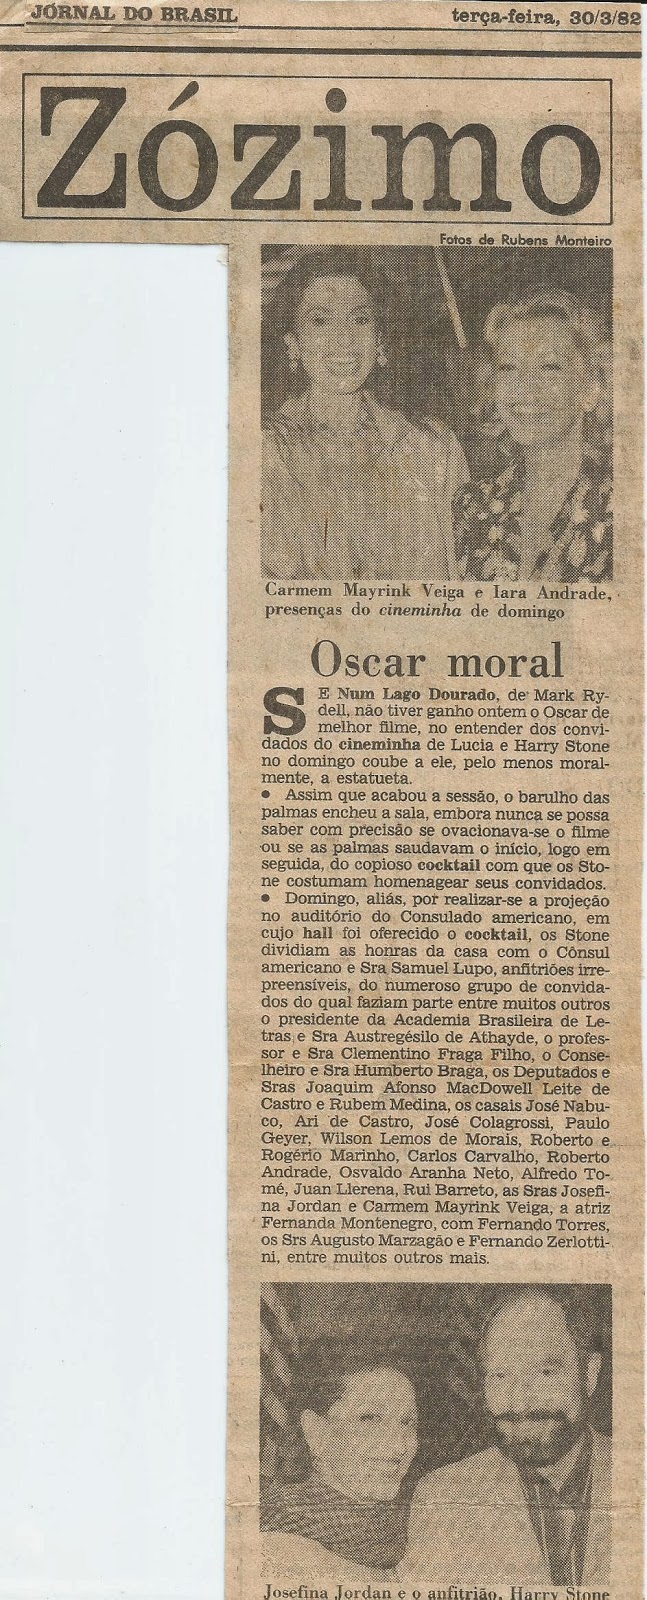 JORNAL DO BRASIL
terça-feira, 30/3/82
Zózimo
Fotos de Rubens Monteiro
Carmem Mayrink Veiga e Iara Andrade,
presenças do cineminha de domingo
Oscar moral
SE Num Lago Dourado, de Mark Ry-
dell, não tiver ganho ontem o Oscar de
melhor filme, no entender dos convi-
dados do cineminha de Lucia e Harry Stone
no domingo coube a ele, pelo menos moral-
mente, a estatueta.
● Assim que acabou a sessão, o barulho das
palmas encheu a sala, embora nunca se possa
saber com precisão se ovacionava-se o filme
ou se as palmas saudavam o início, logo em
seguida, do copioso cocktail com que os Sto-
ne costumam homenagear seus convidados.
● Domingo, aliás, por realizar-se a projeção
no auditório do Consulado americano, em
cujo hall foi oferecido o cocktail, os Stone
dividiam as honras da casa com o Cônsul
americano e Sra Samuel Lupo, anfitriões irre-
preensíveis, do numeroso grupo de convida-
dos do qual faziam parte entre muitos outros
o presidente da Academia Brasileira de Le-
tras e Sra Austregésilo de Athayde, o profes-
sor e Sra Clementino Fraga Filho, o Conse-
lheiro e Sra Humberto Braga, os Deputados e
Sras Joaquim Afonso MacDowell Leite de
Castro e Rubem Medina, os casais José Nabu-
co, Ari de Castro, José Colagrossi, Paulo
Geyer, Wilson Lemos de Morais, Roberto e
Rogério Marinho, Carlos Carvalho, Roberto
Andrade, Osvaldo Aranha Neto, Alfredo To-
mé, Juan Llerena, Rui Barreto, as Sras Josefi-
na Jordan e Carmem Mayrink Veiga, a atriz
Fernanda Montenegro, com Fernando Torres,
os Srs Augusto Marzagão e Fernando Zerlotti-
ni, entre muitos outros mais.
Josefina Jordan e o anfitrião, Harry Stone